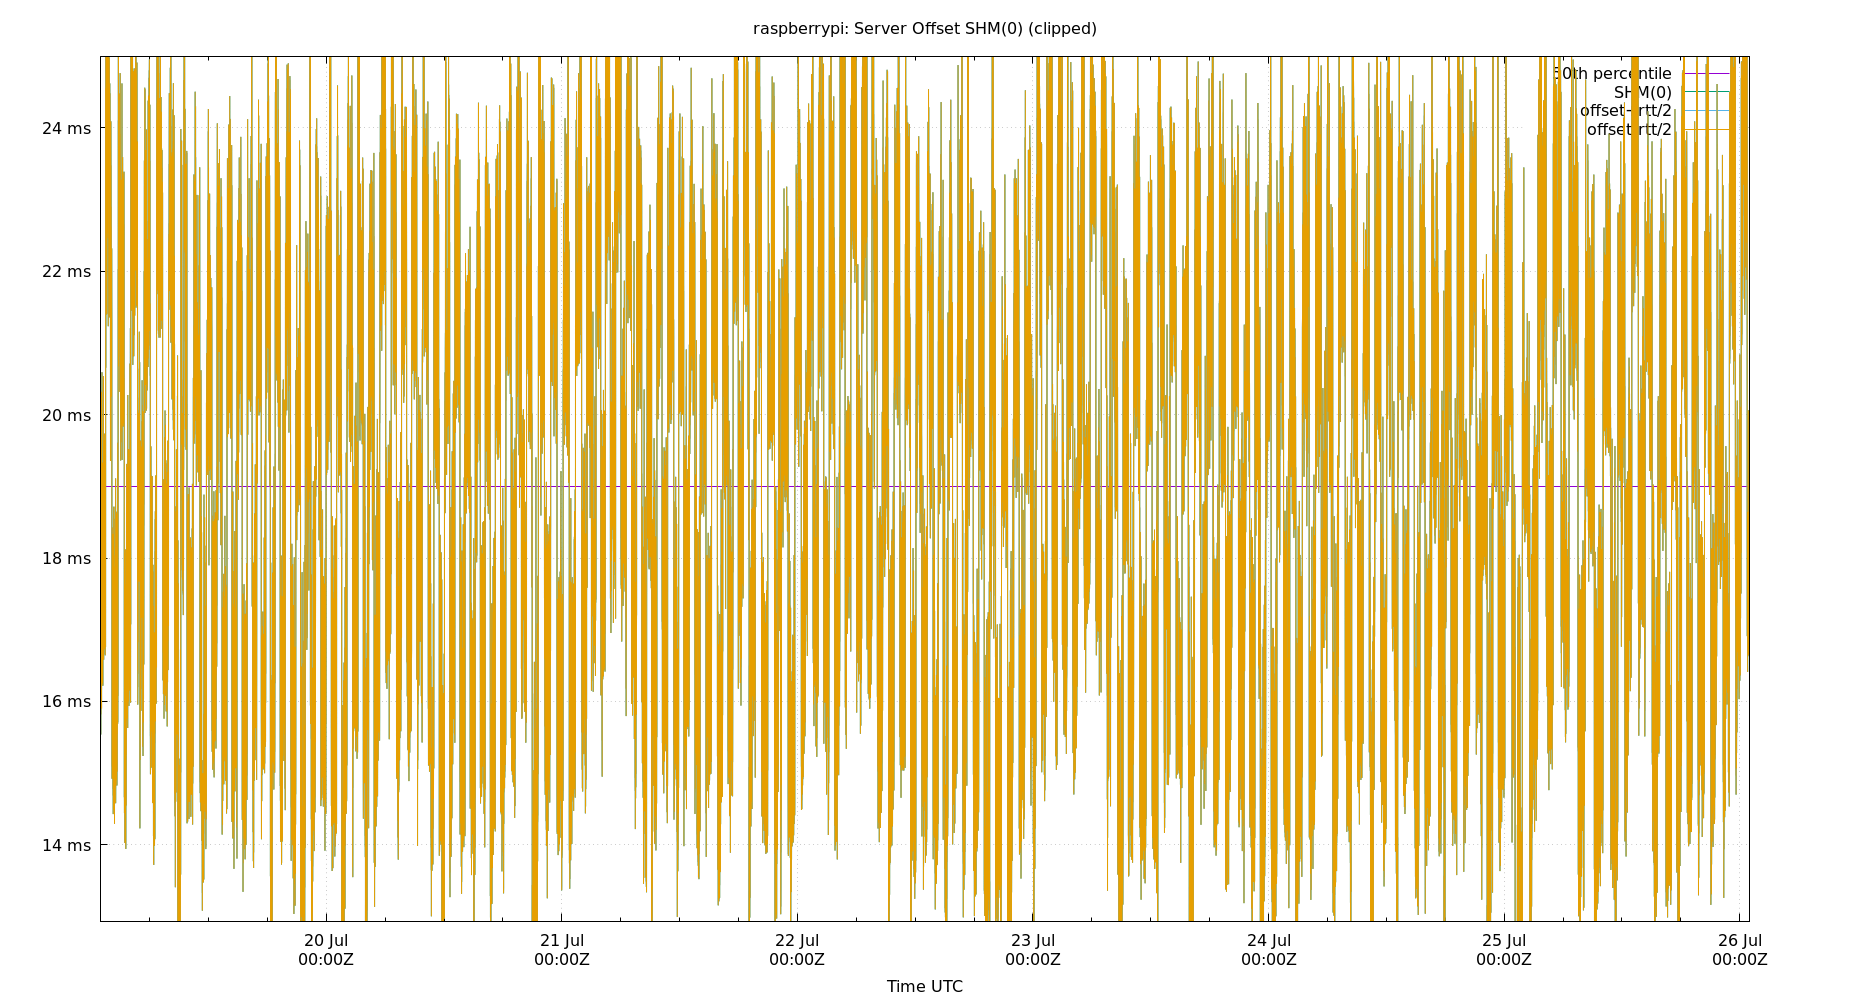 raspberrypi: Server Offset SHM(0) (clipped)
50th percentile
SHM(0)
offset-rtt/2
offset+rtt/2
24 ms
22 ms
20 ms
18 ms
16 ms
14 ms
20 Jul 21 Jul 22 Jul 23 Jul 24 Jul 25 Jul 26 Jul
00:00Z 00:00Z 00:00Z 00:00Z 00:00Z 00:00Z 00:00Z
Time UTC